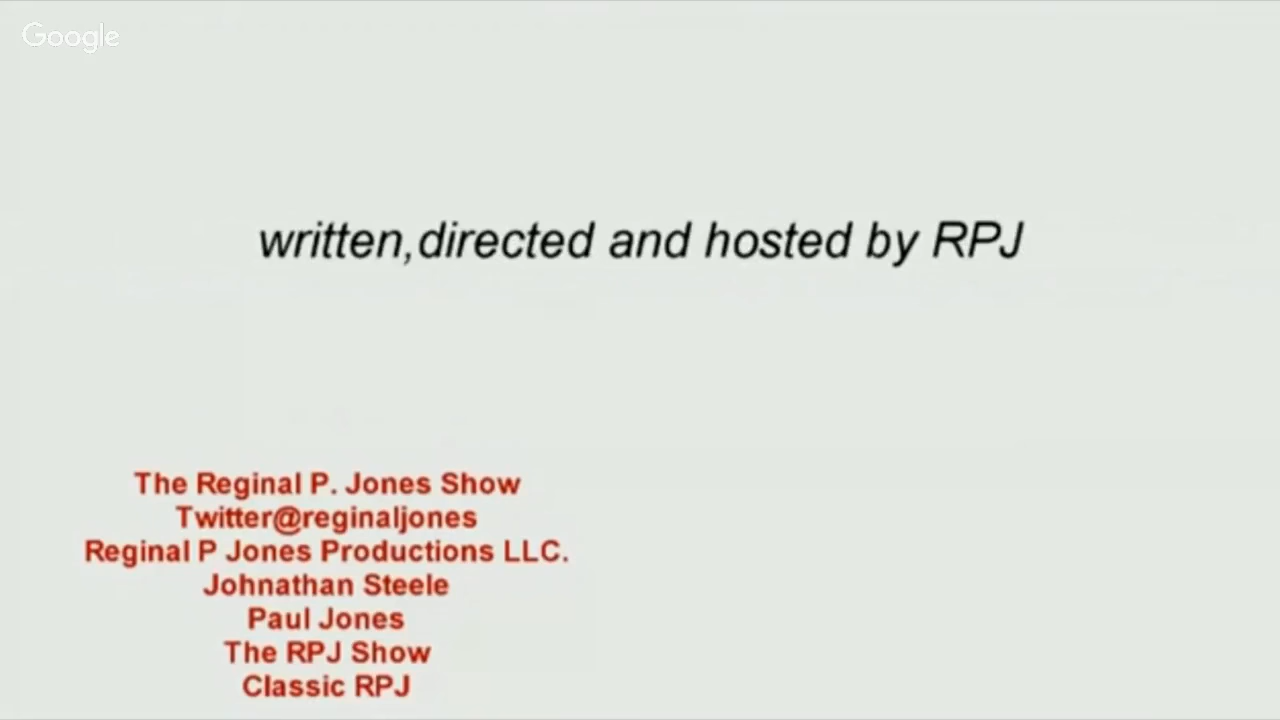 Google
written,directed and hosted by RPJ
The Reginal P. Jones Show
Twitter@reginaljones
Reginal P Jones Productions LLC.
Johnathan Steele
Paul Jones
The RPJ Show
Classic RPJ